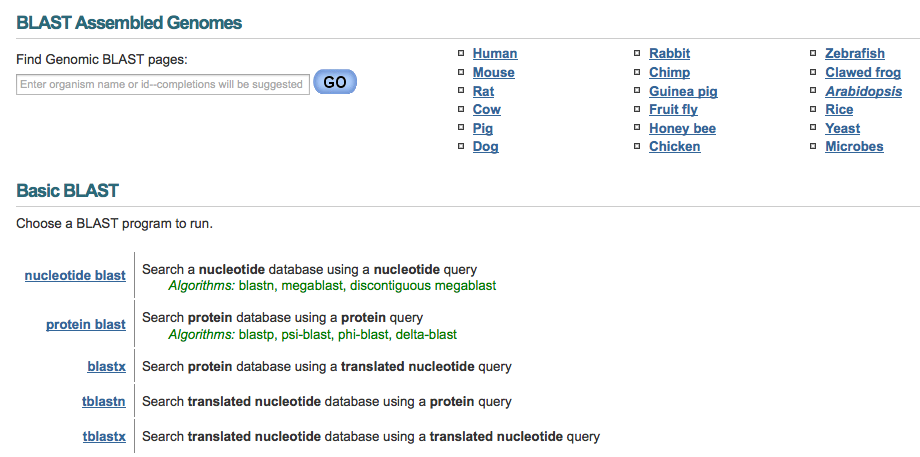 BLAST Assembled Genomes
Find Genomic BLAST pages:
Enter organism name or id--completions will be suggested
GO
Human
Mouse
Rat
Cow
Pig
Dog
Rabbit
Chimp
Guinea pig
Fruit fly
Honey bee
Chicken
Zebrafish
Clawed frog
Arabidopsis
Rice
Yeast
Microbes
Basic BLAST
Choose a BLAST program to run.
nucleotide blast
Search a nucleotide database using a nucleotide query
Algorithms: blastn, megablast, discontiguous megablast
protein blast
Search protein database using a protein query
Algorithms: blastp, psi-blast, phi-blast, delta-blast
blastx
Search protein database using a translated nucleotide query
tblastn
Search translated nucleotide database using a protein query
tblastx
Search translated nucleotide database using a translated nucleotide query